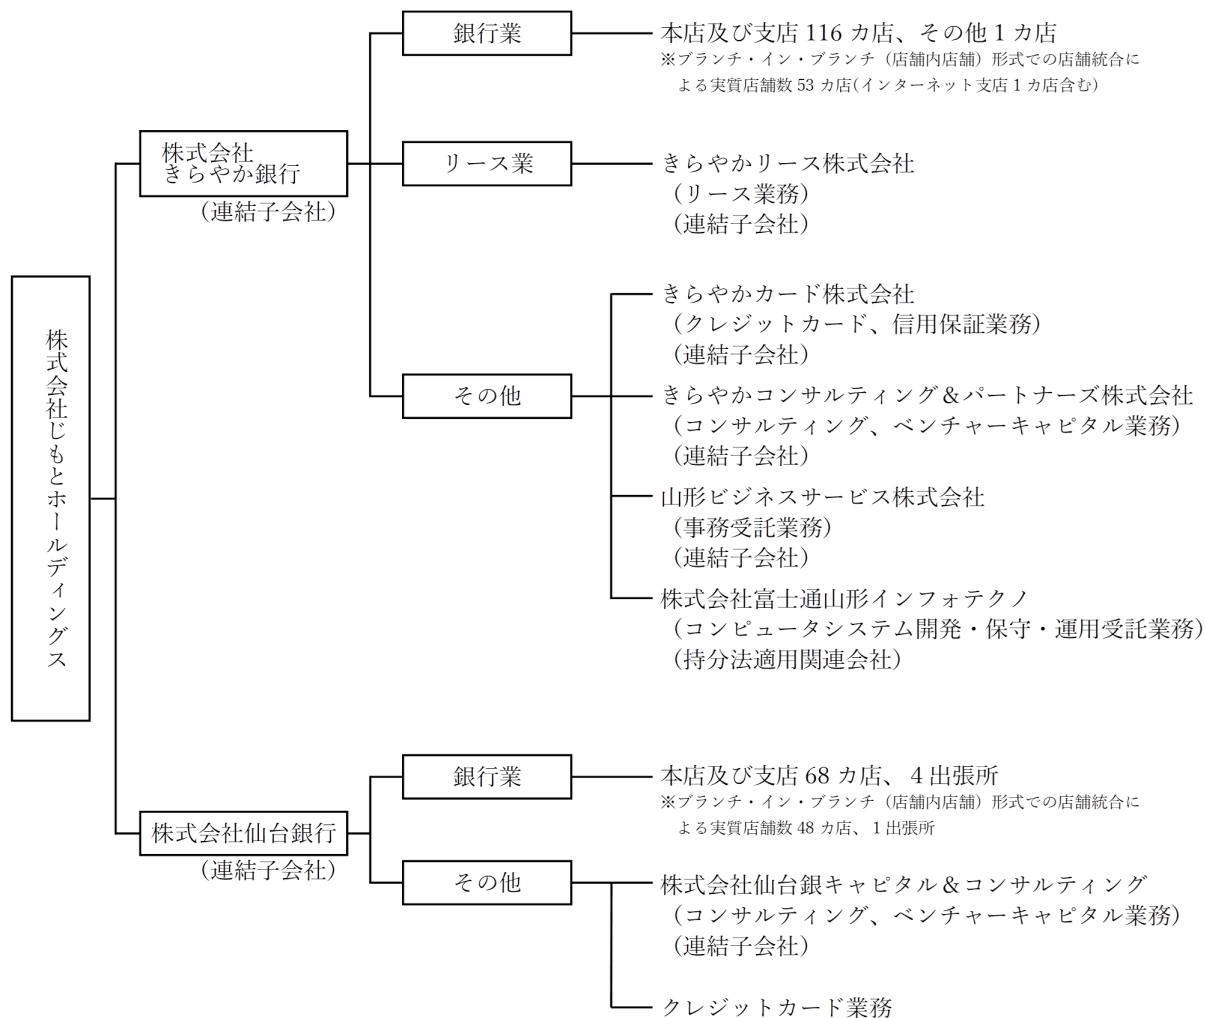 株式会社じもとホールディングス
株式会社
きらやか銀行
（連結子会社）
銀行業
本店及び支店 116 カ店、その他 1 カ店
※ブランチ・イン・ブランチ（店舗内店舗）形式での店舗統合に
よる実質店舗数 53 カ店(インターネット支店 1 カ店含む)
リース業
きらやかリース株式会社
（リース業務）
（連結子会社）
その他
きらやかカード株式会社
（クレジットカード、信用保証業務）
（連結子会社）
きらやかコンサルティング＆パートナーズ株式会社
（コンサルティング、ベンチャーキャピタル業務）
（連結子会社）
山形ビジネスサービス株式会社
（事務受託業務）
（連結子会社）
株式会社富士通山形インフォテクノ
（コンピュータシステム開発・保守・運用受託業務）
（持分法適用関連会社）
株式会社仙台銀行
（連結子会社）
銀行業
本店及び支店 68 カ店、４出張所
※ブランチ・イン・ブランチ（店舗内店舗）形式での店舗統合に
よる実質店舗数 48 カ店、１出張所
その他
株式会社仙台銀キャピタル＆コンサルティング
（コンサルティング、ベンチャーキャピタル業務）
（連結子会社）
クレジットカード業務